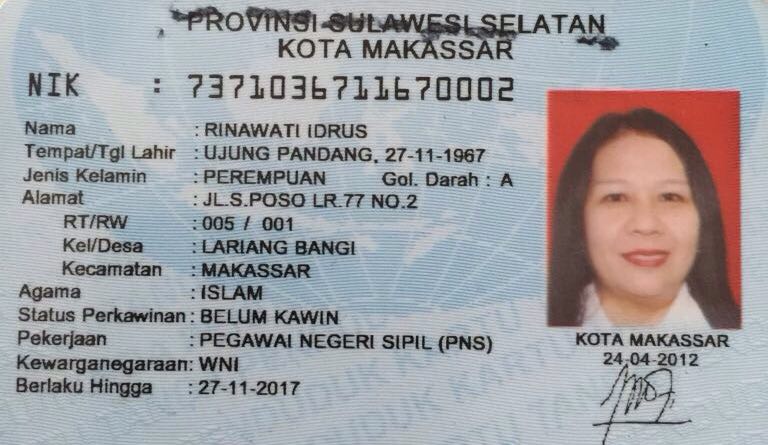 PROVINSI SULAWESI SELATAN
KOTA MAKASSAR
NIK : 7371036711670002
Nama : RINAWATI IDRUS
Tempat/Tgl Lahir : UJUNG PANDANG, 27-11-1967
Jenis Kelamin : PEREMPUAN Gol. Darah : A
Alamat : JL.S.POSO LR.77 NO.2
RT/RW : 005 / 001
Kel/Desa : LARIANG BANGI
Kecamatan : MAKASSAR
Agama : ISLAM
Status Perkawinan : BELUM KAWIN
Pekerjaan : PEGAWAI NEGERI SIPIL (PNS)
Kewarganegaraan: WNI
Berlaku Hingga : 27-11-2017
KOTA MAKASSAR
24-04-2012